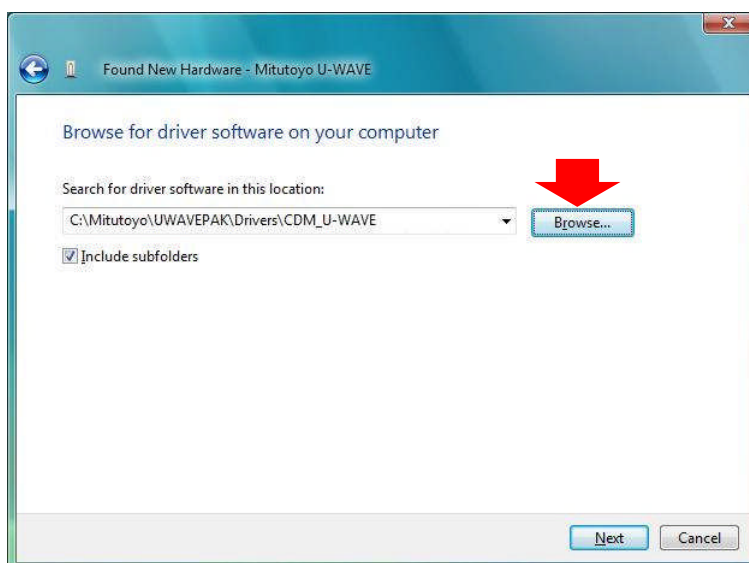 Found New Hardware - Mitutoyo U-WAVE
Browse for driver software on your computer
Search for driver software in this location:
C:\Mitutoyo\UWAVEPAK\Drivers\CDM_U-WAVE
Browse...
Include subfolders
Next
Cancel